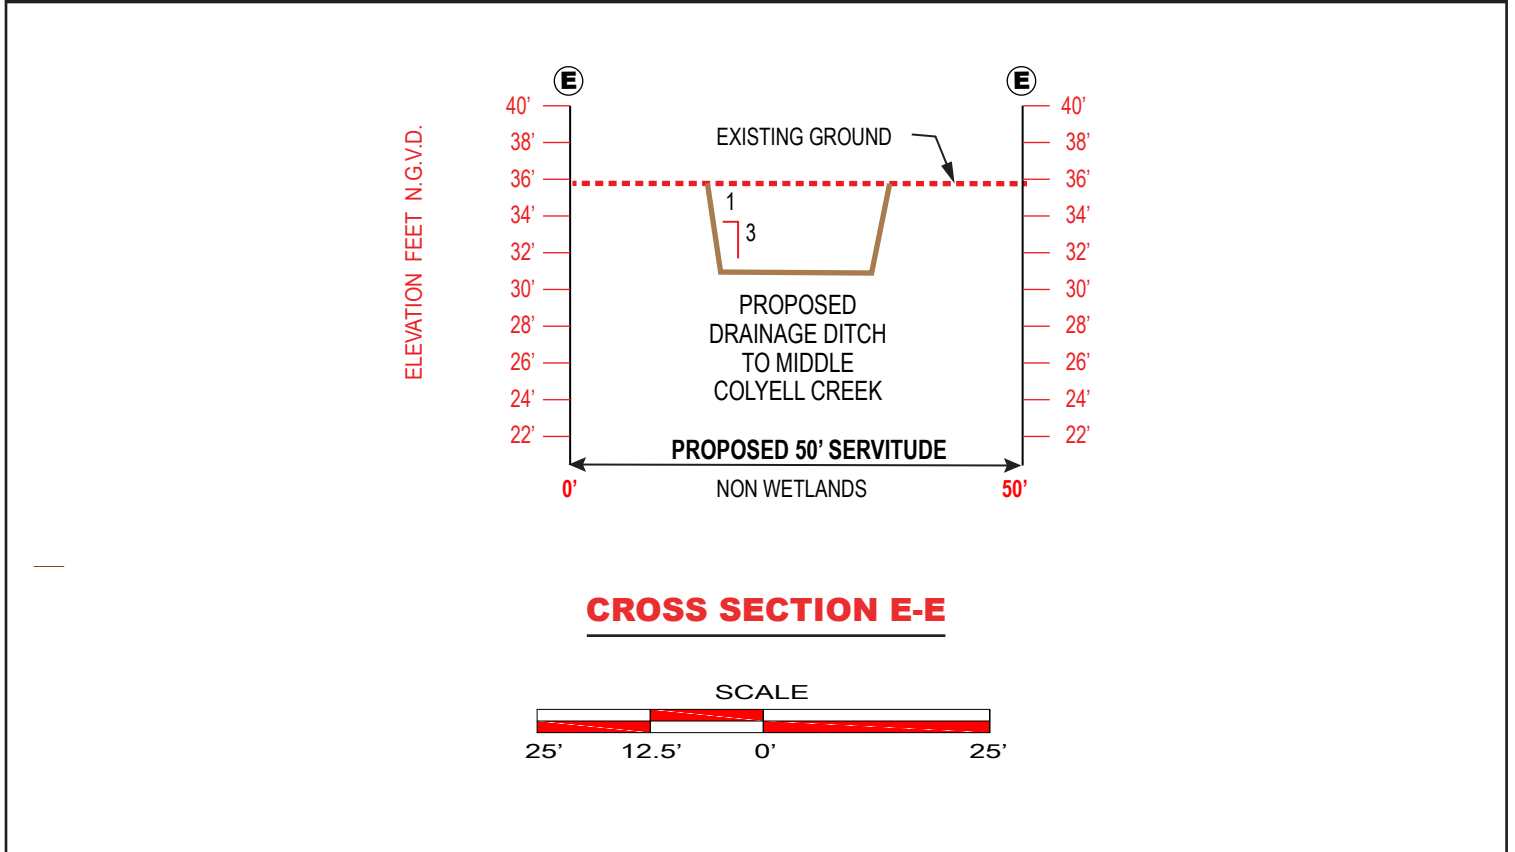 E E
40' 40'
38' 38'
EXISTING GROUND
36' 36'
34' 34'
1
3
32' 32'
30' 30'
28' 28'
26' 26'
24' 24'
22' 22'
ELEVATION FEET N.G.V.D.
PROPOSED
DRAINAGE DITCH
TO MIDDLE
COLYELL CREEK
PROPOSED 50' SERVITUDE
0' NON WETLANDS 50'
CROSS SECTION E-E
SCALE
25' 12.5' 0' 25'